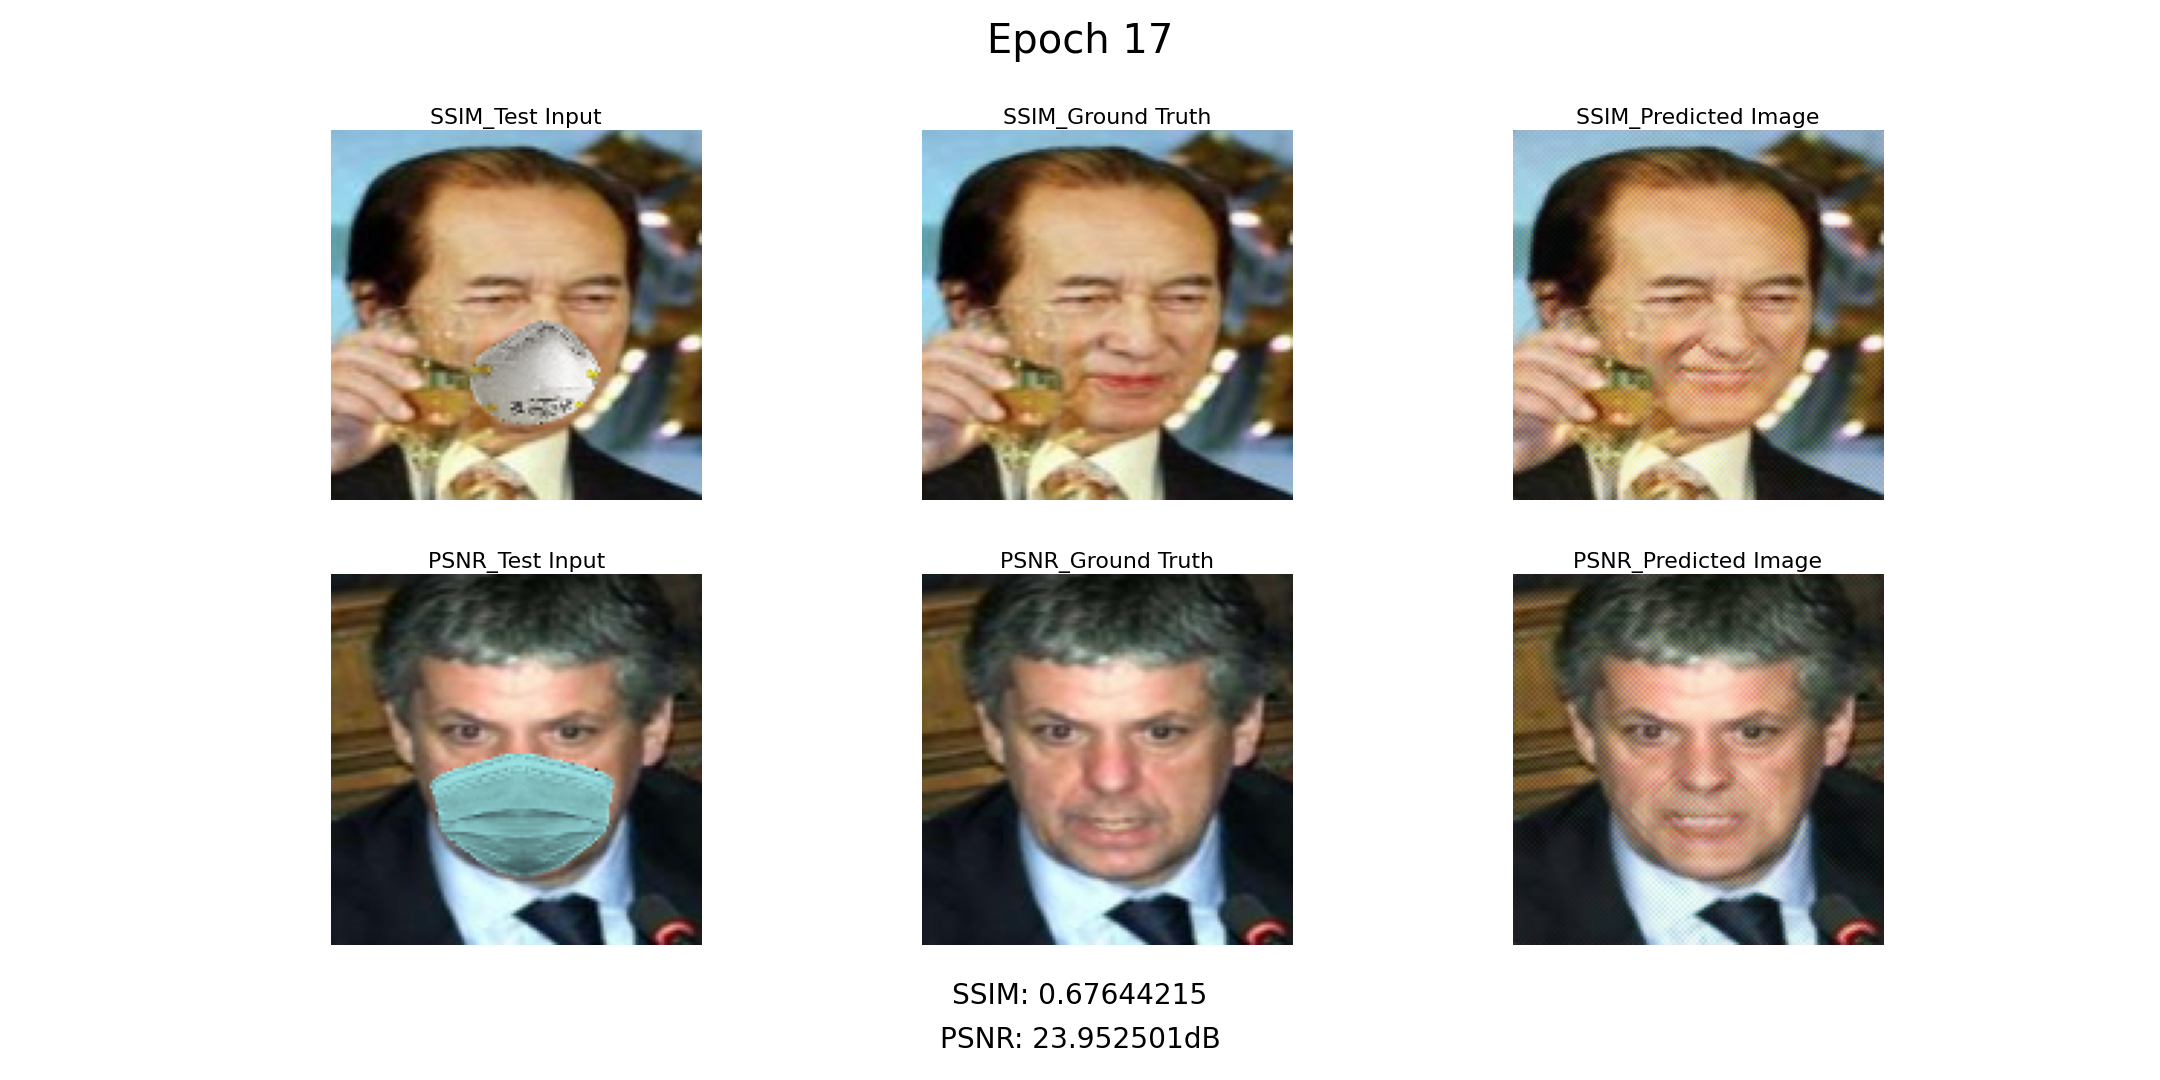 Epoch 17
SSIM_Test Input
SSIM_Ground Truth
SSIM_Predicted Image
PSNR_Test Input
PSNR_Ground Truth
PSNR_Predicted Image
SSIM: 0.67644215
PSNR: 23.952501dB